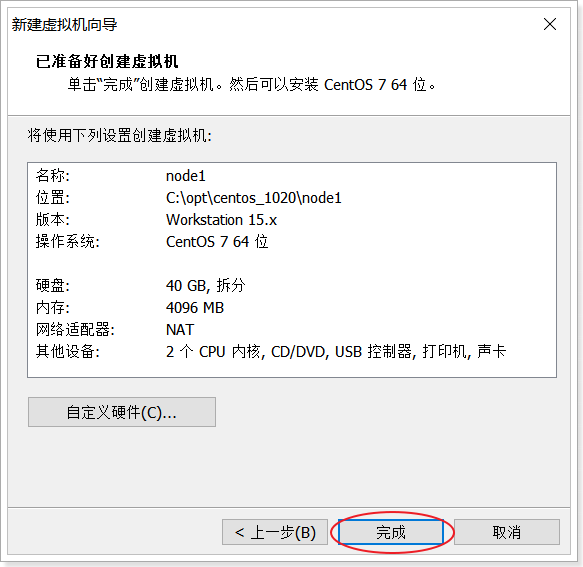 新建虚拟机向导
已准备好创建虚拟机
单击“完成”创建虚拟机。然后可以安装 CentOS 7 64 位。
将使用下列设置创建虚拟机:
名称: node1
位置: C:\opt\centos_1020\node1
版本: Workstation 15.x
操作系统: CentOS 7 64 位
硬盘: 40 GB, 拆分
内存: 4096 MB
网络适配器: NAT
其他设备: 2 个 CPU 内核, CD/DVD, USB 控制器, 打印机, 声卡
自定义硬件(C)...
< 上一步(B) 完成 取消